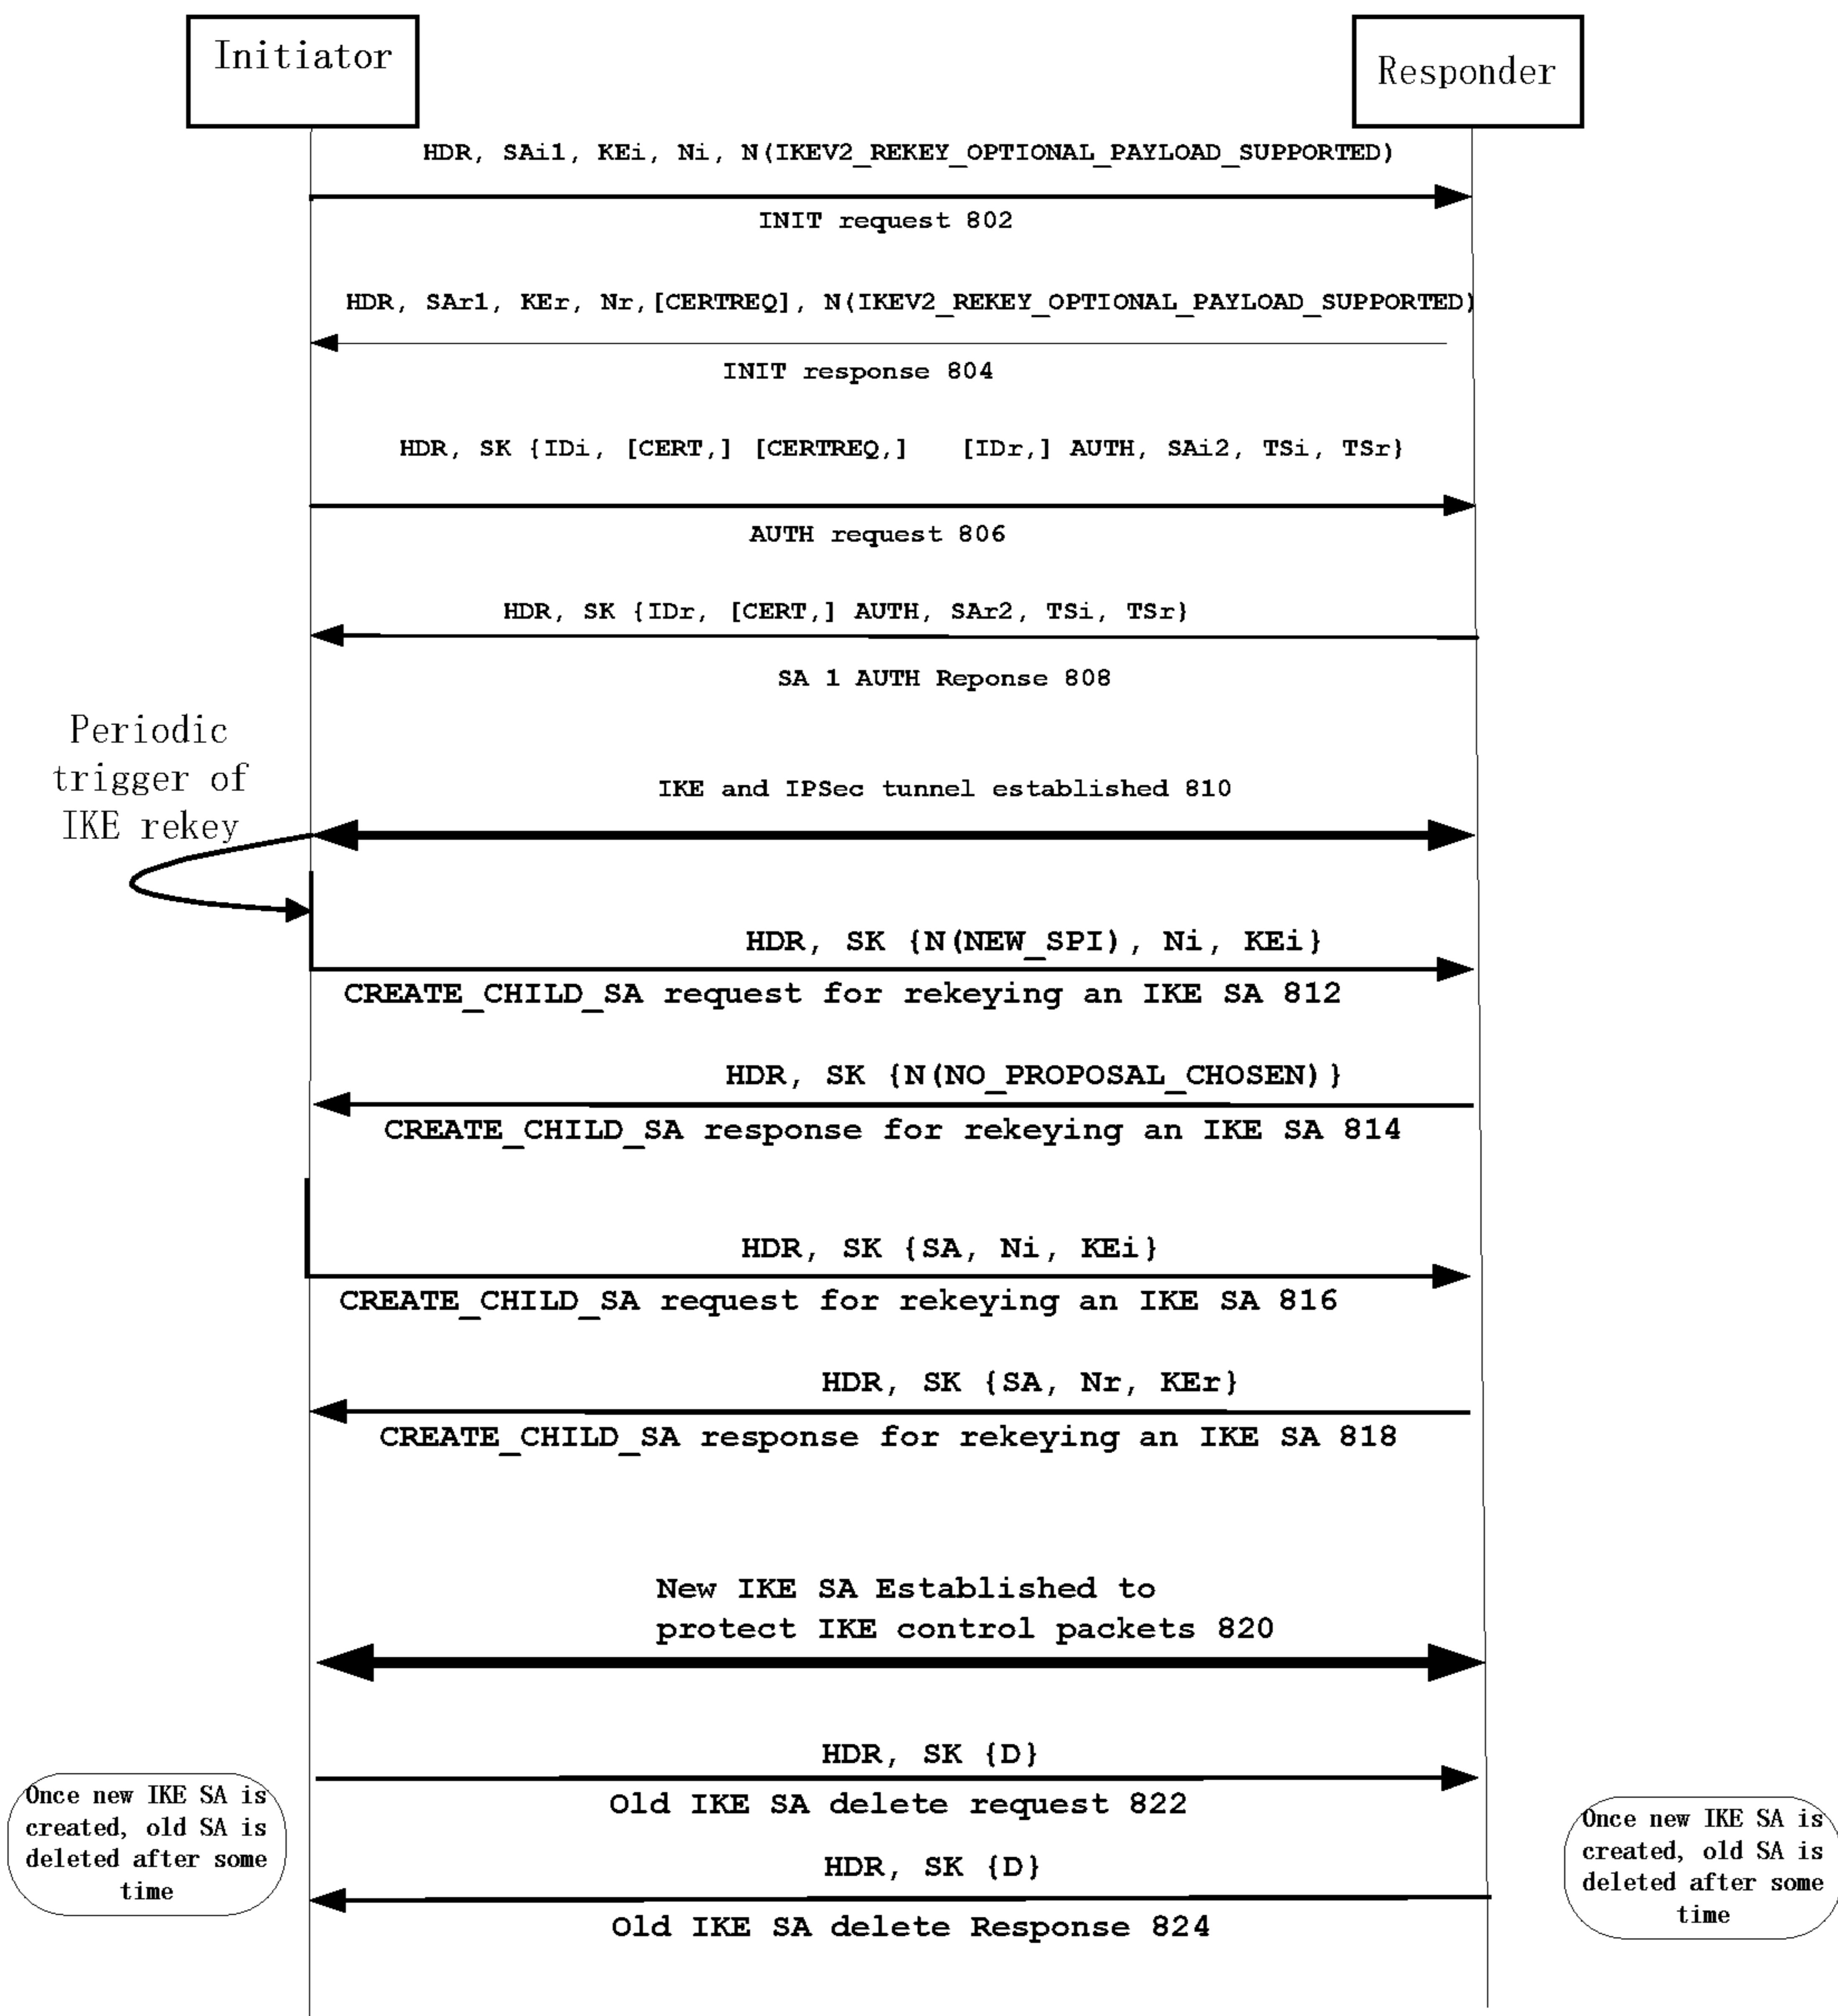 Initiator
Responder
HDR, SAi1, KEi, Ni, N(IKEV2_REKEY_OPTIONAL_PAYLOAD_SUPPORTED)
INIT request 802
HDR, SAr1, KEr, Nr,[CERTREQ], N(IKEV2_REKEY_OPTIONAL_PAYLOAD_SUPPORTED)
INIT response 804
HDR, SK {IDi, [CERT,] [CERTREQ,] [IDr,] AUTH, SAi2, TSi, TSr}
AUTH request 806
HDR, SK {IDr, [CERT,] AUTH, SAr2, TSi, TSr}
SA 1 AUTH Reponse 808
Periodic
trigger of
IKE rekey
IKE and IPSec tunnel established 810
HDR, SK {N(NEW_SPI), Ni, KEi}
CREATE_CHILD_SA request for rekeying an IKE SA 812
HDR, SK {N(NO_PROPOSAL_CHOSEN)}
CREATE_CHILD_SA response for rekeying an IKE SA 814
HDR, SK {SA, Ni, KEi}
CREATE_CHILD_SA request for rekeying an IKE SA 816
HDR, SK {SA, Nr, KEr}
CREATE_CHILD_SA response for rekeying an IKE SA 818
New IKE SA Established to
protect IKE control packets 820
HDR, SK {D}
Old IKE SA delete request 822
HDR, SK {D}
Old IKE SA delete Response 824
Once new IKE SA is
created, old SA is
deleted after some
time
Once new IKE SA is
created, old SA is
deleted after some
time